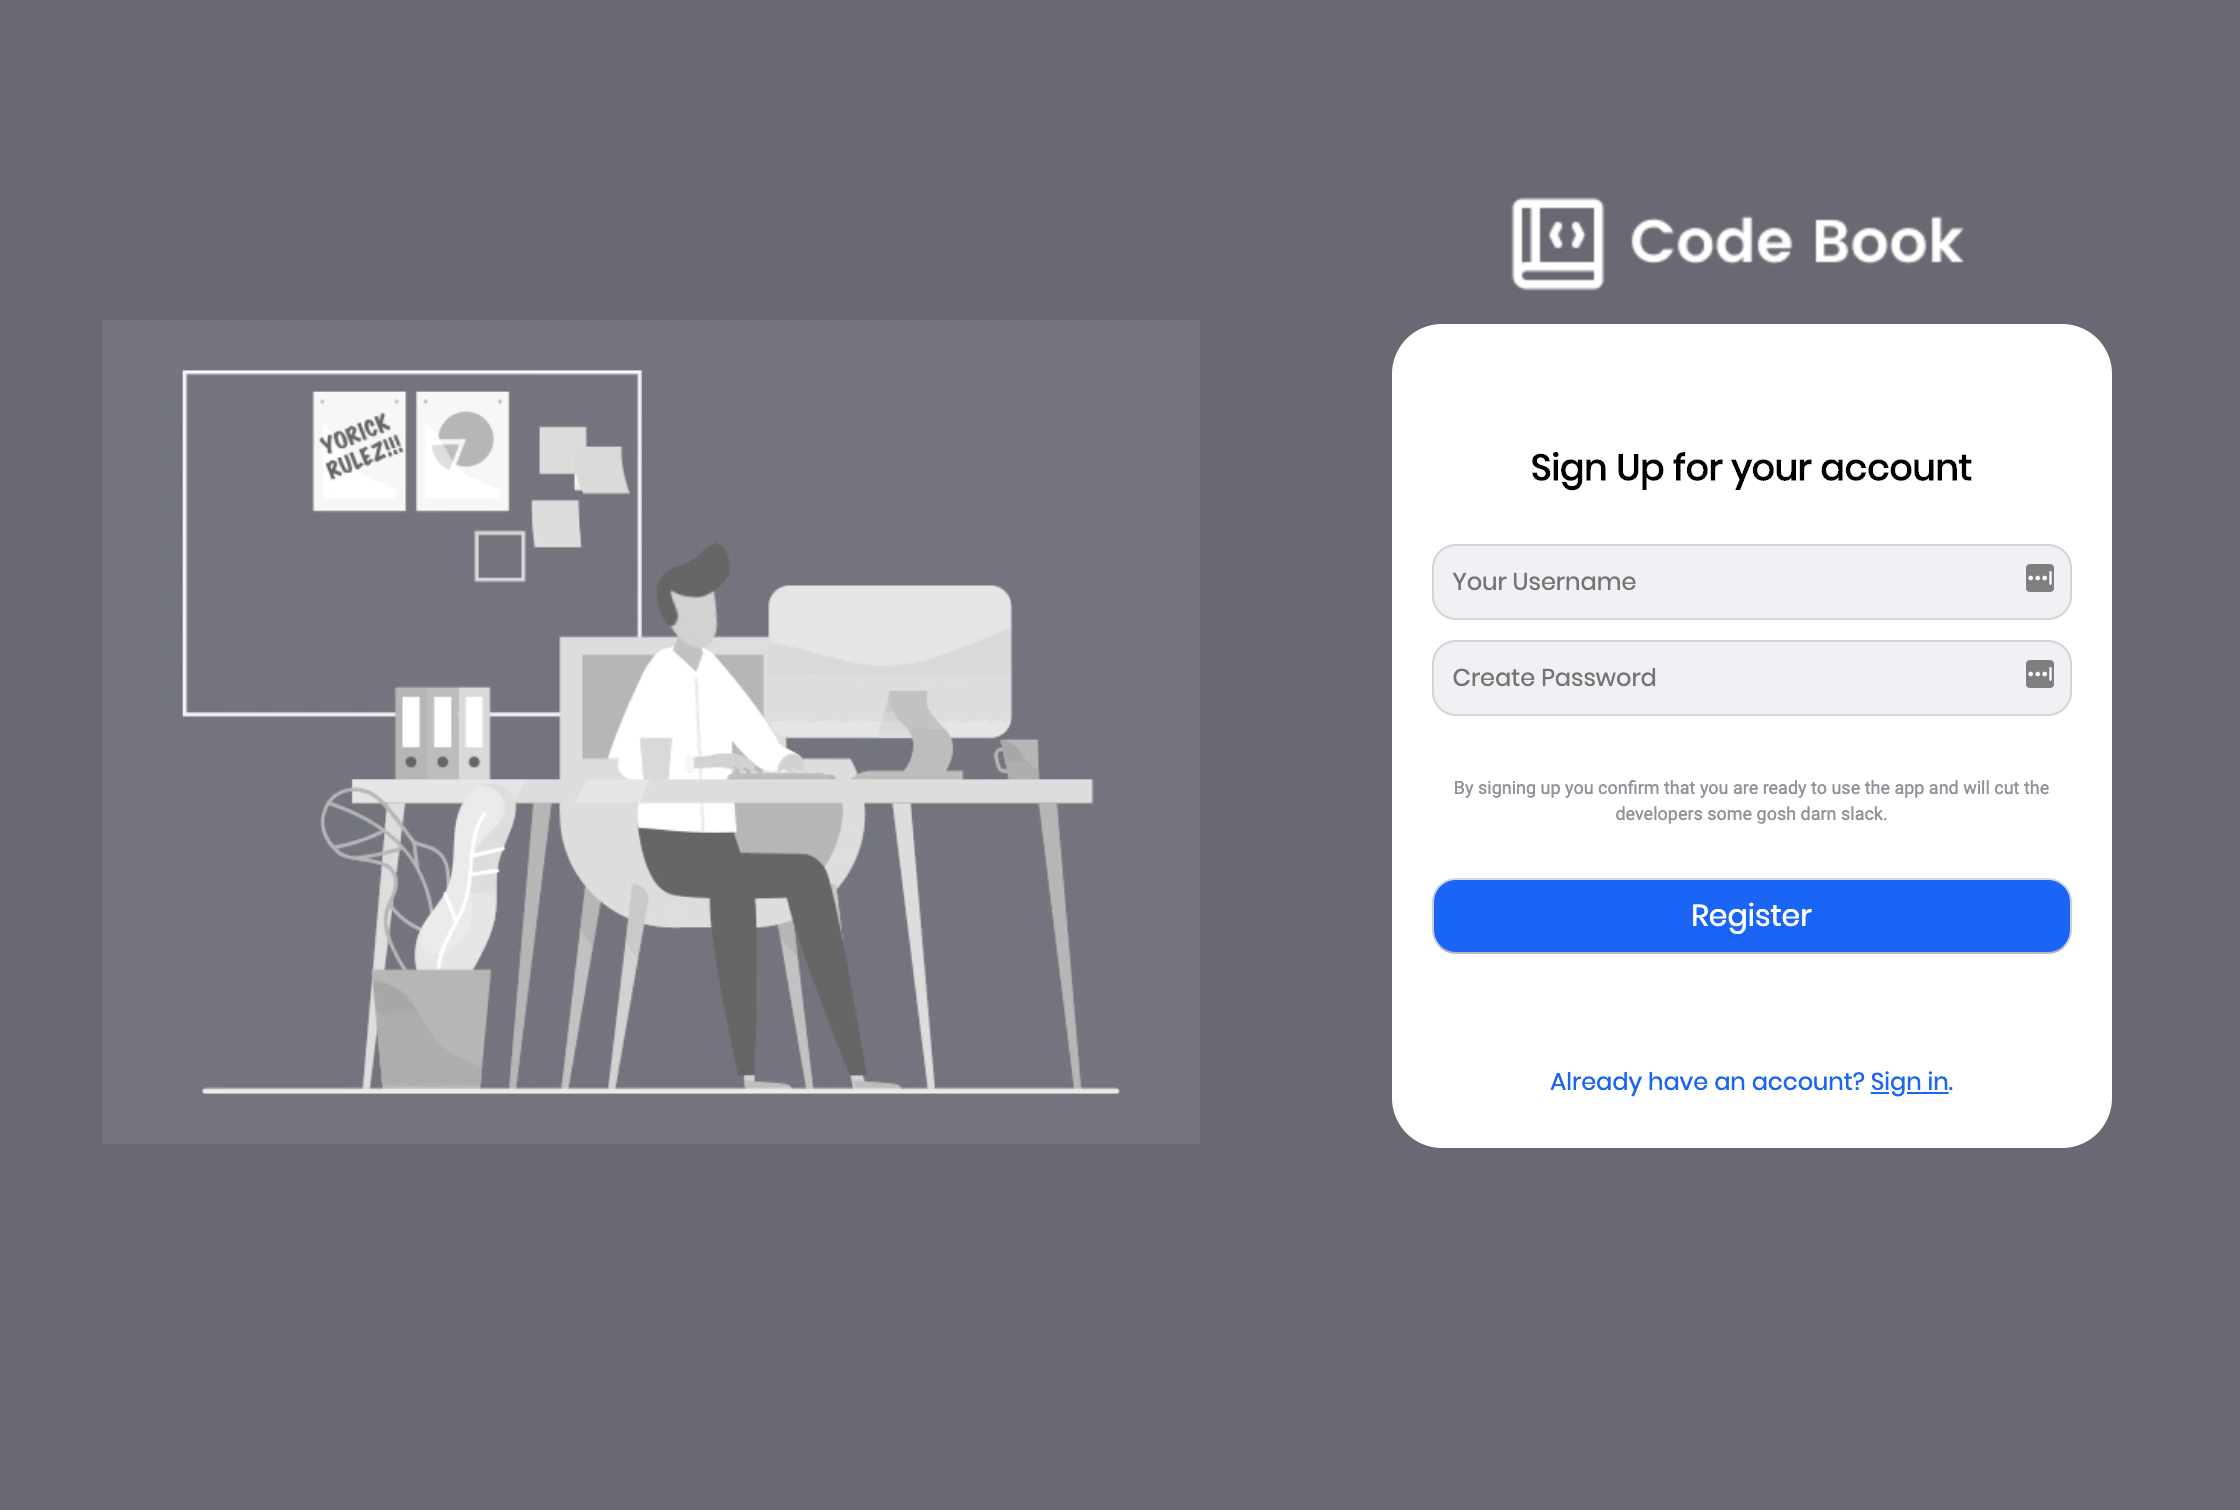 Code Book
YORICK
RULEZ!!!
Sign Up for your account
Your Username
Create Password
By signing up you confirm that you are ready to use the app and will cut the
developers some gosh darn slack.
Register
Already have an account? Sign in.